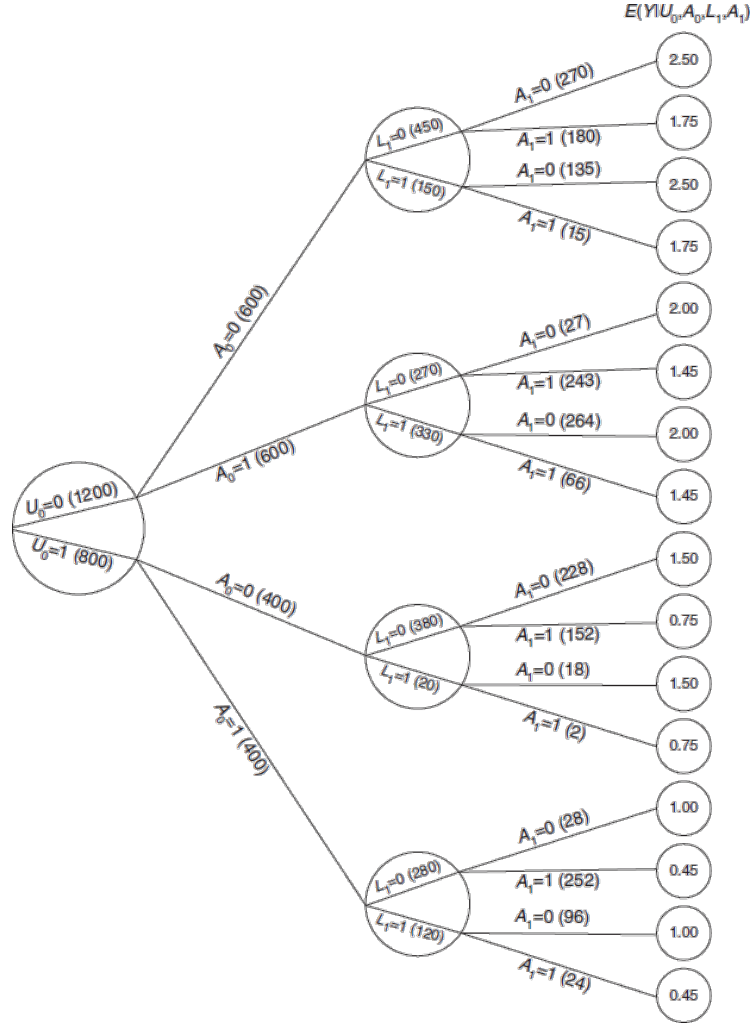 E(Y|U₀,A₀,L₁,A₁)
A₁=0 (270)
2.50
L₁=0 (450)
A₁=1 (180)
1.75
L₁=1 (150)
A₁=0 (135)
2.50
A₁=1 (15)
1.75
A₀=0 (600)
A₁=0 (27)
2.00
L₁=0 (270)
A₁=1 (243)
1.45
L₁=1 (330)
A₁=0 (264)
2.00
A₀=1 (600)
A₁=1 (66)
1.45
U₀=0 (1200)
U₀=1 (800)
A₀=0 (400)
A₁=0 (228)
1.50
L₁=0 (380)
A₁=1 (152)
0.75
L₁=1 (20)
A₁=0 (18)
1.50
A₁=1 (2)
0.75
A₀=1 (400)
A₁=0 (28)
1.00
L₁=0 (280)
A₁=1 (252)
0.45
L₁=1 (120)
A₁=0 (96)
1.00
A₁=1 (24)
0.45